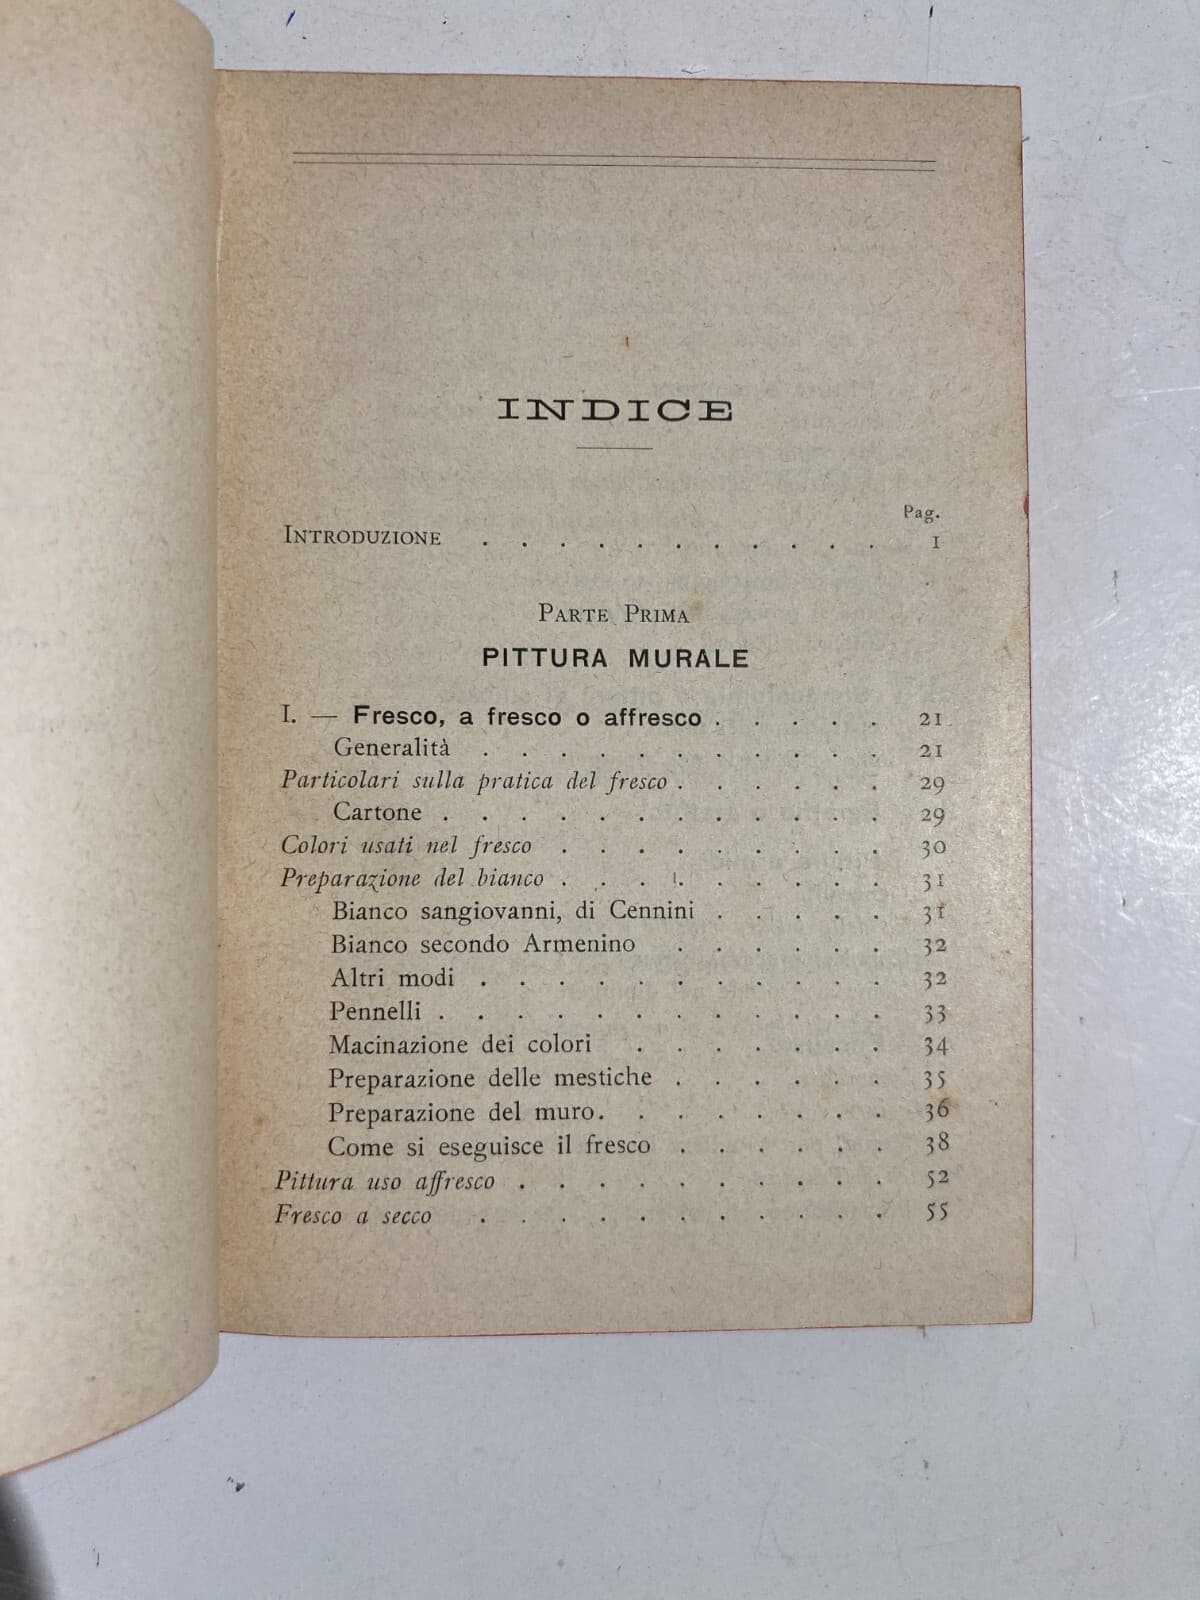 INDICE
Pag.
INTRODUZIONE . . . . . . . . . . . 1
PARTE PRIMA
PITTURA MURALE
I. — Fresco, a fresco o affresco . . . . . 21
Generalità . . . . . . . . . . . 21
Particolari sulla pratica del fresco . . . . . . 29
Cartone . . . . . . . . . . . . 29
Colori usati nel fresco . . . . . . . . . 30
Preparazione del bianco . . . . . . . . . 31
Bianco sangiovanni, di Cennini . . . . . 31
Bianco secondo Armenino . . . . . . 32
Altri modi . . . . . . . . . . . 32
Pennelli . . . . . . . . . . . . 33
Macinazione dei colori . . . . . . . 34
Preparazione delle mestiche . . . . . . 35
Preparazione del muro. . . . . . . . 36
Come si eseguisce il fresco . . . . . . 38
Pittura uso affresco . . . . . . . . . . 52
Fresco a secco . . . . . . . . . . . 55